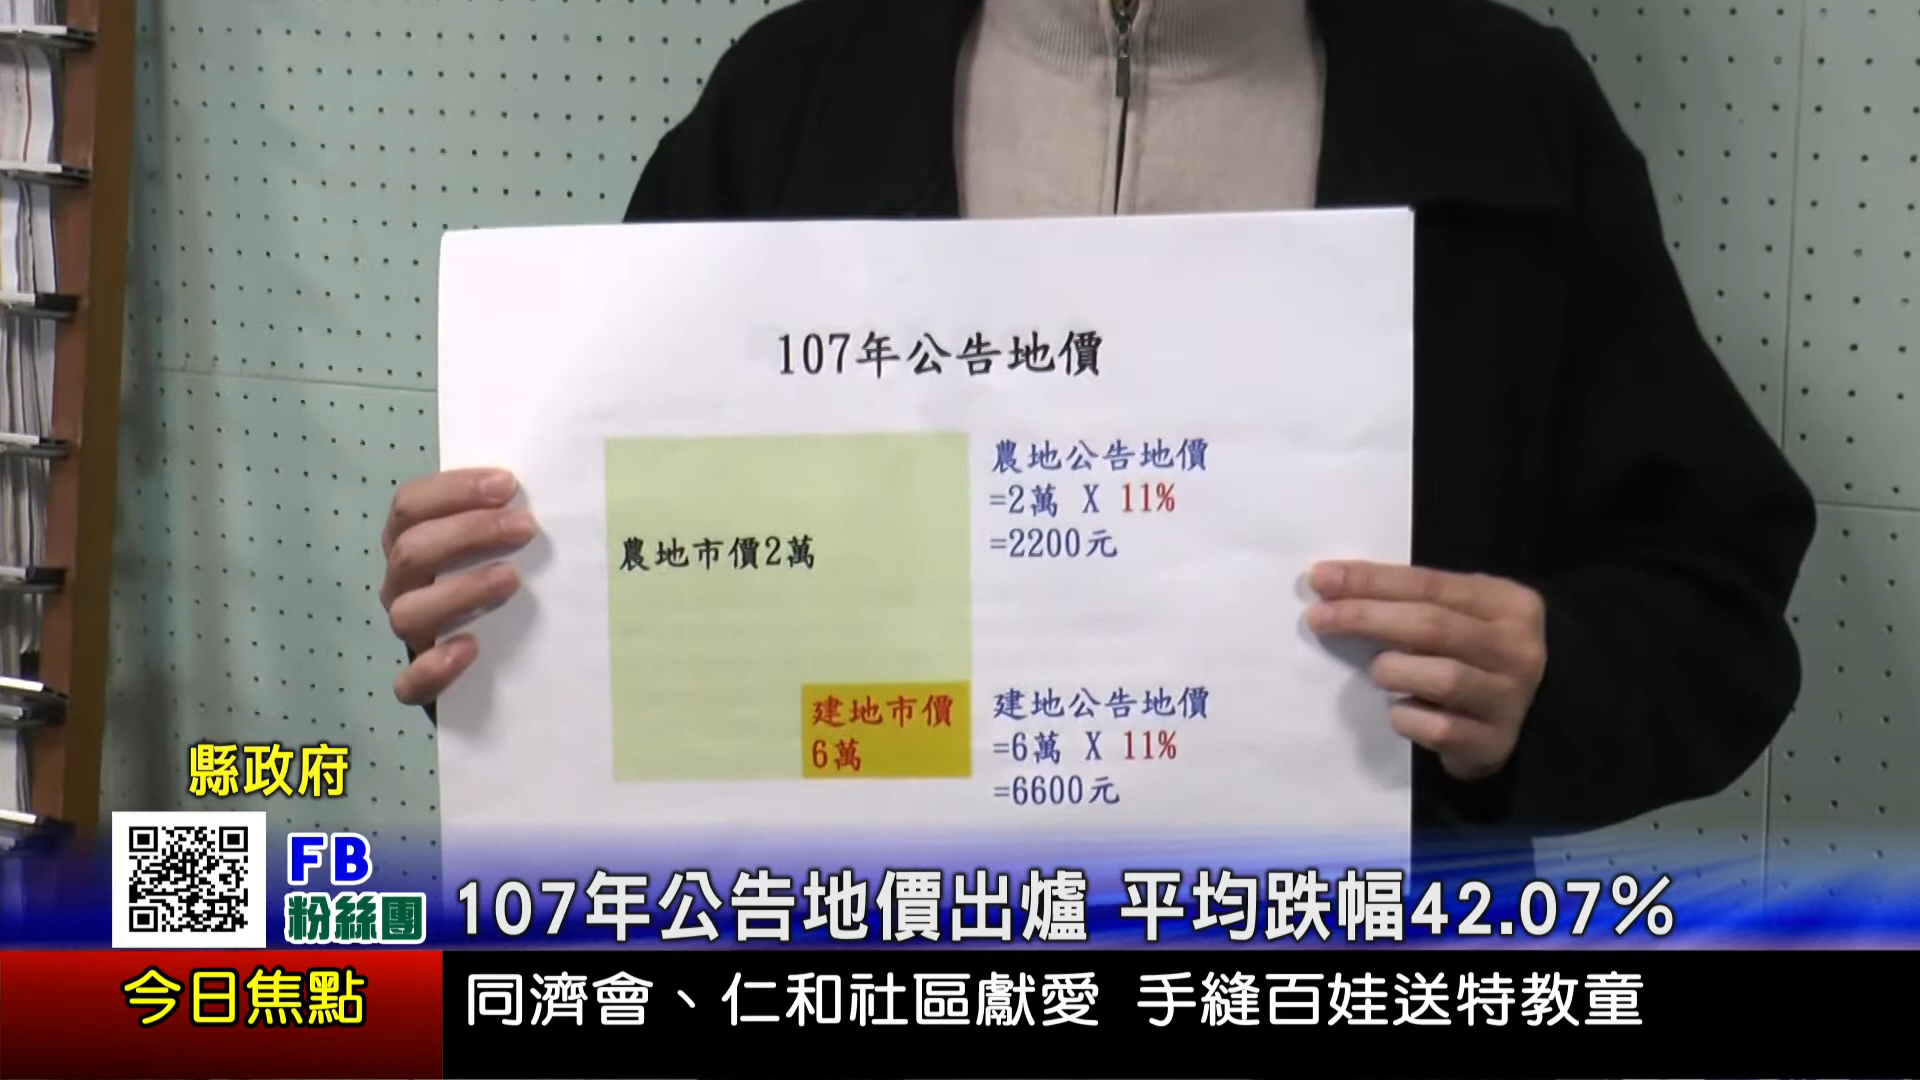 107年公告地價
農地公告地價
=2萬 X 11%
=2200元
農地市價2萬
建地市價
6萬
建地公告地價
=6萬 X 11%
=6600元
縣政府
FB
粉絲團
107年公告地價出爐 平均跌幅42.07%
今日焦點
同濟會、仁和社區獻愛 手縫百娃送特教童